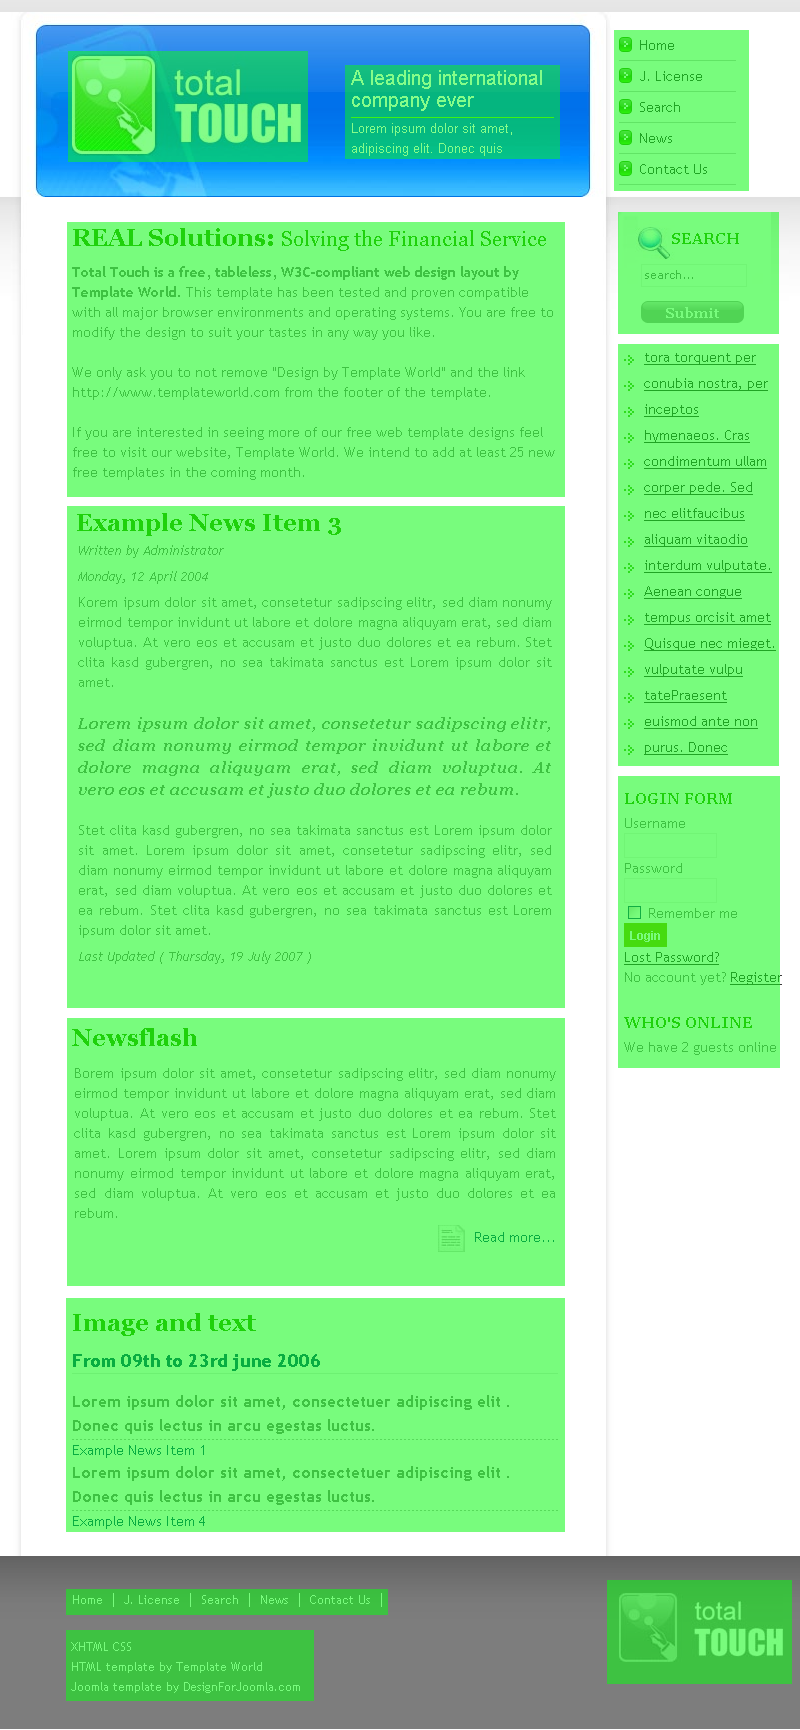 total
TOUCH
A leading international
company ever
Lorem ipsum dolor sit amet,
adipiscing elit. Donec quis
Home
J. License
Search
News
Contact Us
REAL Solutions: Solving the Financial Service
Total Touch is a free, tableless, W3C-compliant web design layout by
Template World. This template has been tested and proven compatible
with all major browser environments and operating systems. You are free to
modify the design to suit your tastes in any way you like.
We only ask you to not remove "Design by Template World" and the link
http://www.templateworld.com from the footer of the template.
If you are interested in seeing more of our free web template designs feel
free to visit our website, Template World. We intend to add at least 25 new
free templates in the coming month.
Example News Item 3
Written by Administrator
Monday, 12 April 2004
Korem ipsum dolor sit amet, consetetur sadipscing elitr, sed diam nonumy
eirmod tempor invidunt ut labore et dolore magna aliquyam erat, sed diam
voluptua. At vero eos et accusam et justo duo dolores et ea rebum. Stet
clita kasd gubergren, no sea takimata sanctus est Lorem ipsum dolor sit
amet.
Lorem ipsum dolor sit amet, consetetur sadipscing elitr,
sed diam nonumy eirmod tempor invidunt ut labore et
dolore magna aliquyam erat, sed diam voluptua. At
vero eos et accusam et justo duo dolores et ea rebum.
Stet clita kasd gubergren, no sea takimata sanctus est Lorem ipsum dolor
sit amet. Lorem ipsum dolor sit amet, consetetur sadipscing elitr, sed
diam nonumy eirmod tempor invidunt ut labore et dolore magna aliquyam
erat, sed diam voluptua. At vero eos et accusam et justo duo dolores et
ea rebum. Stet clita kasd gubergren, no sea takimata sanctus est Lorem
ipsum dolor sit amet.
Last Updated ( Thursday, 19 July 2007 )
Newsflash
Borem ipsum dolor sit amet, consetetur sadipscing elitr, sed diam nonumy
eirmod tempor invidunt ut labore et dolore magna aliquyam erat, sed diam
voluptua. At vero eos et accusam et justo duo dolores et ea rebum. Stet
clita kasd gubergren, no sea takimata sanctus est Lorem ipsum dolor sit
amet. Lorem ipsum dolor sit amet, consetetur sadipscing elitr, sed diam
nonumy eirmod tempor invidunt ut labore et dolore magna aliquyam erat,
sed diam voluptua. At vero eos et accusam et justo duo dolores et ea
rebum.
Read more...
Image and text
From 09th to 23rd june 2006
Lorem ipsum dolor sit amet, consectetuer adipiscing elit .
Donec quis lectus in arcu egestas luctus.
Example News Item 1
Lorem ipsum dolor sit amet, consectetuer adipiscing elit .
Donec quis lectus in arcu egestas luctus.
Example News Item 4
SEARCH
search...
Submit
tora torquent per
conubia nostra, per
inceptos
hymenaeos. Cras
condimentum ullam
corper pede. Sed
nec elitfaucibus
aliquam vitaodio
interdum vulputate.
Aenean congue
tempus orcisit amet
Quisque nec mieget.
vulputate vulpu
tatePraesent
euismod ante non
purus. Donec
LOGIN FORM
Username
Password
Remember me
Login
Lost Password?
No account yet? Register
WHO'S ONLINE
We have 2 guests online
Home | J. License | Search | News | Contact Us |
XHTML CSS
HTML template by Template World
Joomla template by DesignForJoomla.com
total
TOUCH